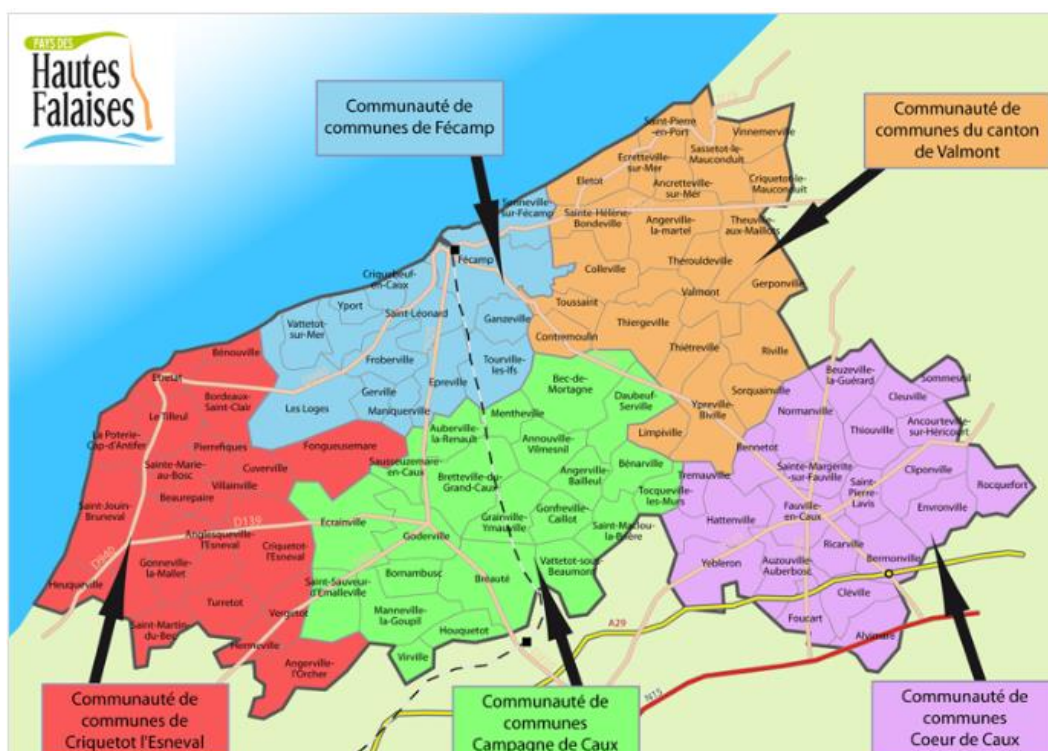 PAYS DES
Hautes
Falaises
Communauté de
communes de Fécamp
Communauté de
communes du canton
de Valmont
Saint-Pierre
-en-Port
Vinnemerville
Sassetot-le-
Mauconduit
Ecretteville-
sur-Mer
Criquetot-le-
Mauconduit
Eletot
Ancretteville-
sur-Mer
Senneville-
sur-Fécamp
Sainte-Hélène-
Bondeville
Angerville-
la-martel
Theuville-
aux-Maillots
Fécamp
Colleville
Thérouldeville
Criquebeuf-
en-Caux
Valmont
Gerponville
Yport
Saint-Léonard
Toussaint
Vattetot-
sur-Mer
Ganzeville
Thiergeville
Contremoulin
Bénouville
Froberville
Tourville-
les-Ifs
Thiétreville
Riville
Etretat
Epreville
Bec-de-
Mortagne
Beuzeville-
la-Guérard
Sommesnil
Bordeaux-
Saint-Clair
Gerville
Daubeuf-
Serville
Sorquainville
Cleuville
Les Loges
Maniquerville
Mentheville
Ypreville-
Biville
Normanville
Le Tilleul
Auberville-
la-Renault
Thiouville
Ancourteville-
sur-Héricourt
La Poterie-
Cap-d'Antifer
Pierrefiques
Fongueusemare
Annouville-
Vilmesnil
Limpiville
Bennetot
Sainte-Marie-
au-Bosc
Cuverville
Sausseuzemare-
en-Caux
Angerville-
Bailleul
Bénarville
Tremauville
Sainte-Margérite
-sur-Fauville
Cliponville
Villainville
Bretteville-du-
Grand-Caux
Saint-
Pierre-
Lavis
Rocquefort
Beaurepaire
Tocqueville-
les-Murs
Saint-Jouin-
Bruneval
Gonfreville-
Caillot
Fauville-
en-Caux
Envronville
Anglesqueville-
l'Esneval
D139
Ecrainville
Grainville-
Ymauville
Saint-Maclou-
la-Brière
Hattenville
Goderville
Ricarville
D940
Criquetot-
l'Esneval
Vattetot-sous-
Beaumont
Yebleron
Auzouville-
Auberbosc
Bermonville
Gonneville-
la-Mallet
Bornambusc
Bréauté
Heuqueville
Saint-Sauveur-
d'Emalleville
Cléville
Turretot
Vergetot
Manneville-
la-Goupil
Foucart
Saint-Martin-
du-Bec
Houquetot
A29
Alvimare
Hermeville
Virville
Angerville-
l'Orcher
N15
Communauté de
communes de
Criquetot l'Esneval
Communauté de
communes
Campagne de Caux
Communauté de
communes
Coeur de Caux